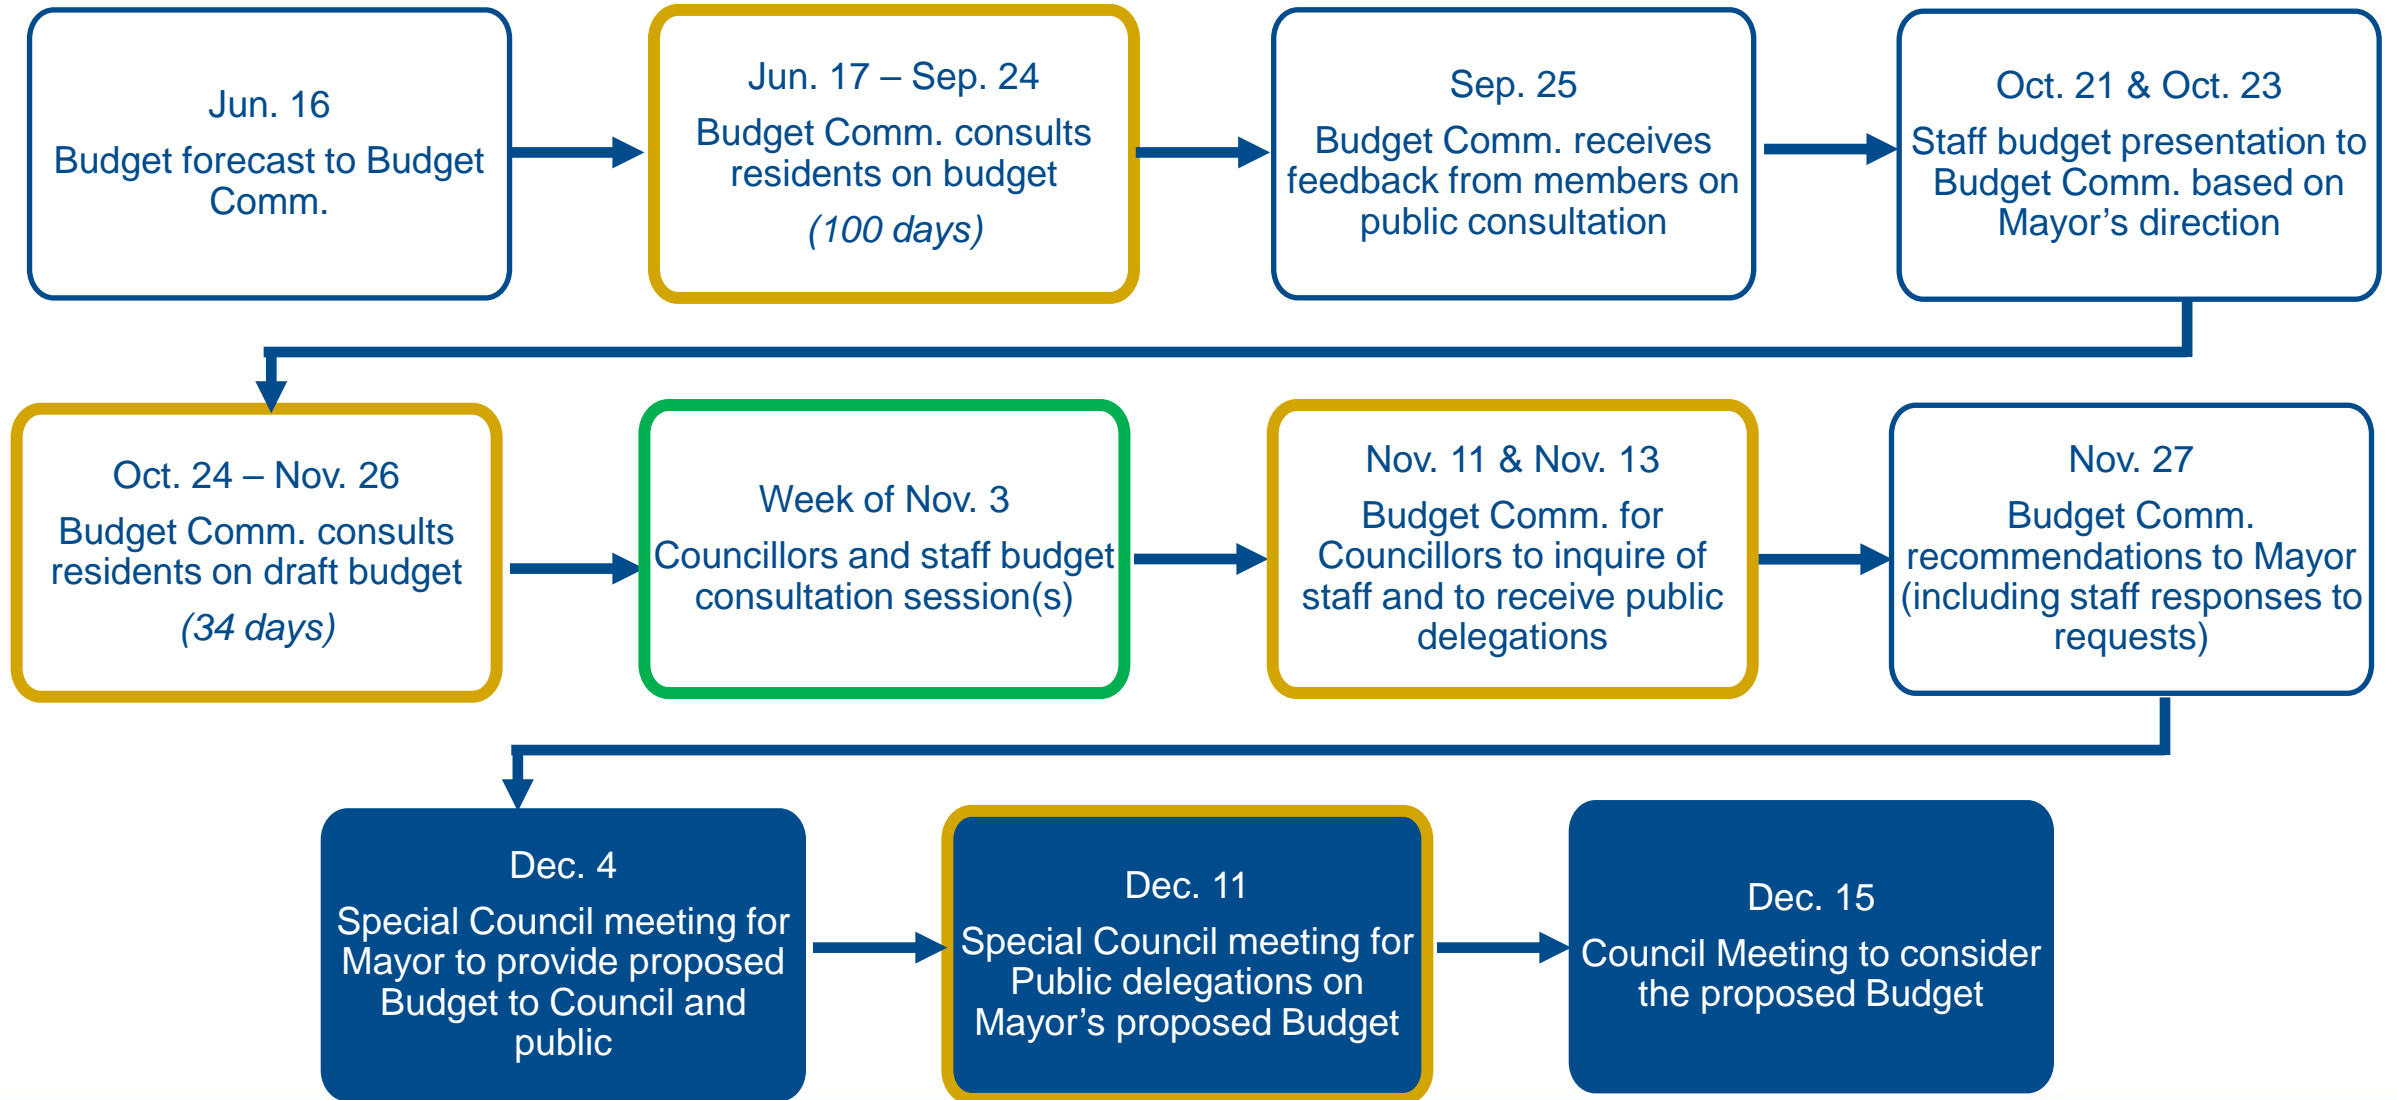 Jun. 16
Budget forecast to Budget
Comm.
Jun. 17 – Sep. 24
Budget Comm. consults
residents on budget
(100 days)
Sep. 25
Budget Comm. receives
feedback from members on
public consultation
Oct. 21 & Oct. 23
Staff budget presentation to
Budget Comm. based on
Mayor’s direction
Oct. 24 – Nov. 26
Budget Comm. consults
residents on draft budget
(34 days)
Week of Nov. 3
Councillors and staff budget
consultation session(s)
Nov. 11 & Nov. 13
Budget Comm. for
Councillors to inquire of
staff and to receive public
delegations
Nov. 27
Budget Comm.
recommendations to Mayor
(including staff responses to
requests)
Dec. 4
Special Council meeting for
Mayor to provide proposed
Budget to Council and
public
Dec. 11
Special Council meeting for
Public delegations on
Mayor’s proposed Budget
Dec. 15
Council Meeting to consider
the proposed Budget